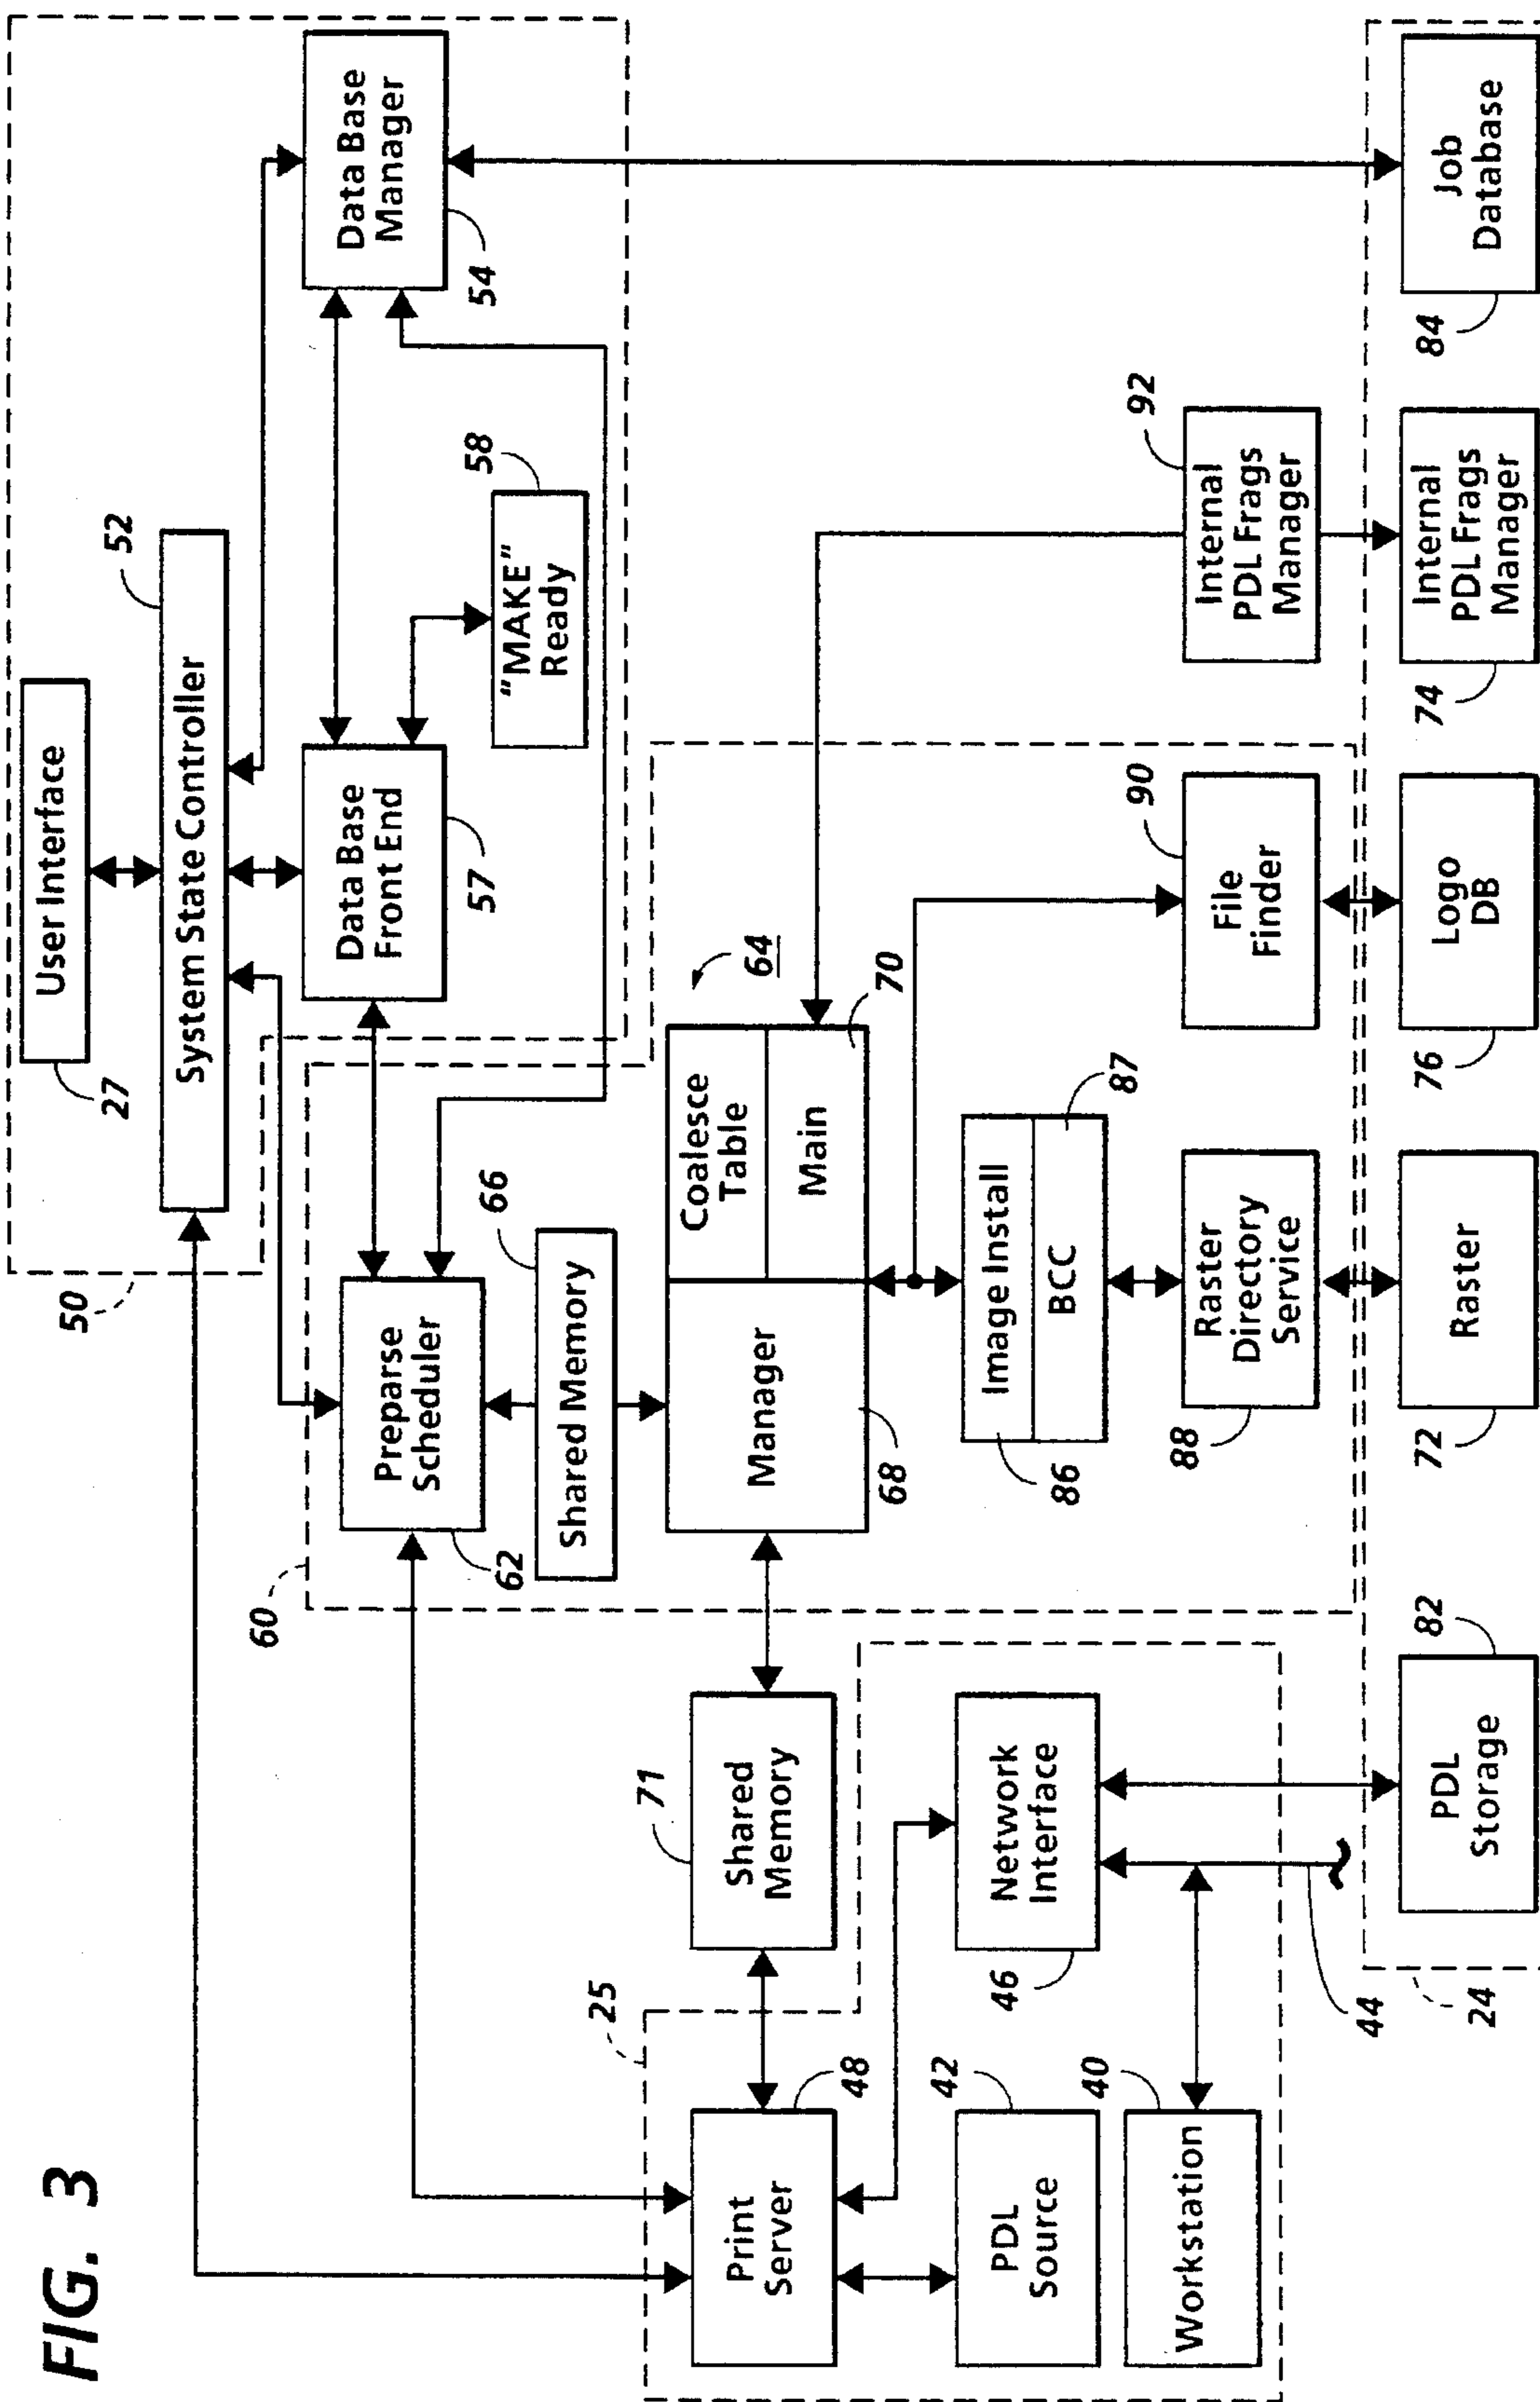 FIG. 3
User Interface
27
System State Controller
52
50
Data Base
Front End
57
Data Base
Manager
54
"MAKE"
Ready
58
60
Preparse
Scheduler
62
Shared Memory
66
64
Manager
68
Coalesce
Table
Main
70
25
Print
Server
48
Shared
Memory
71
PDL
Source
42
Network
Interface
46
Workstation
40
44
Image Install
86
BCC
87
Raster
Directory
Service
88
File
Finder
90
Internal
PDL Frags
Manager
92
24
PDL
Storage
82
Raster
72
Logo
DB
76
Internal
PDL Frags
Manager
74
Job
Database
84